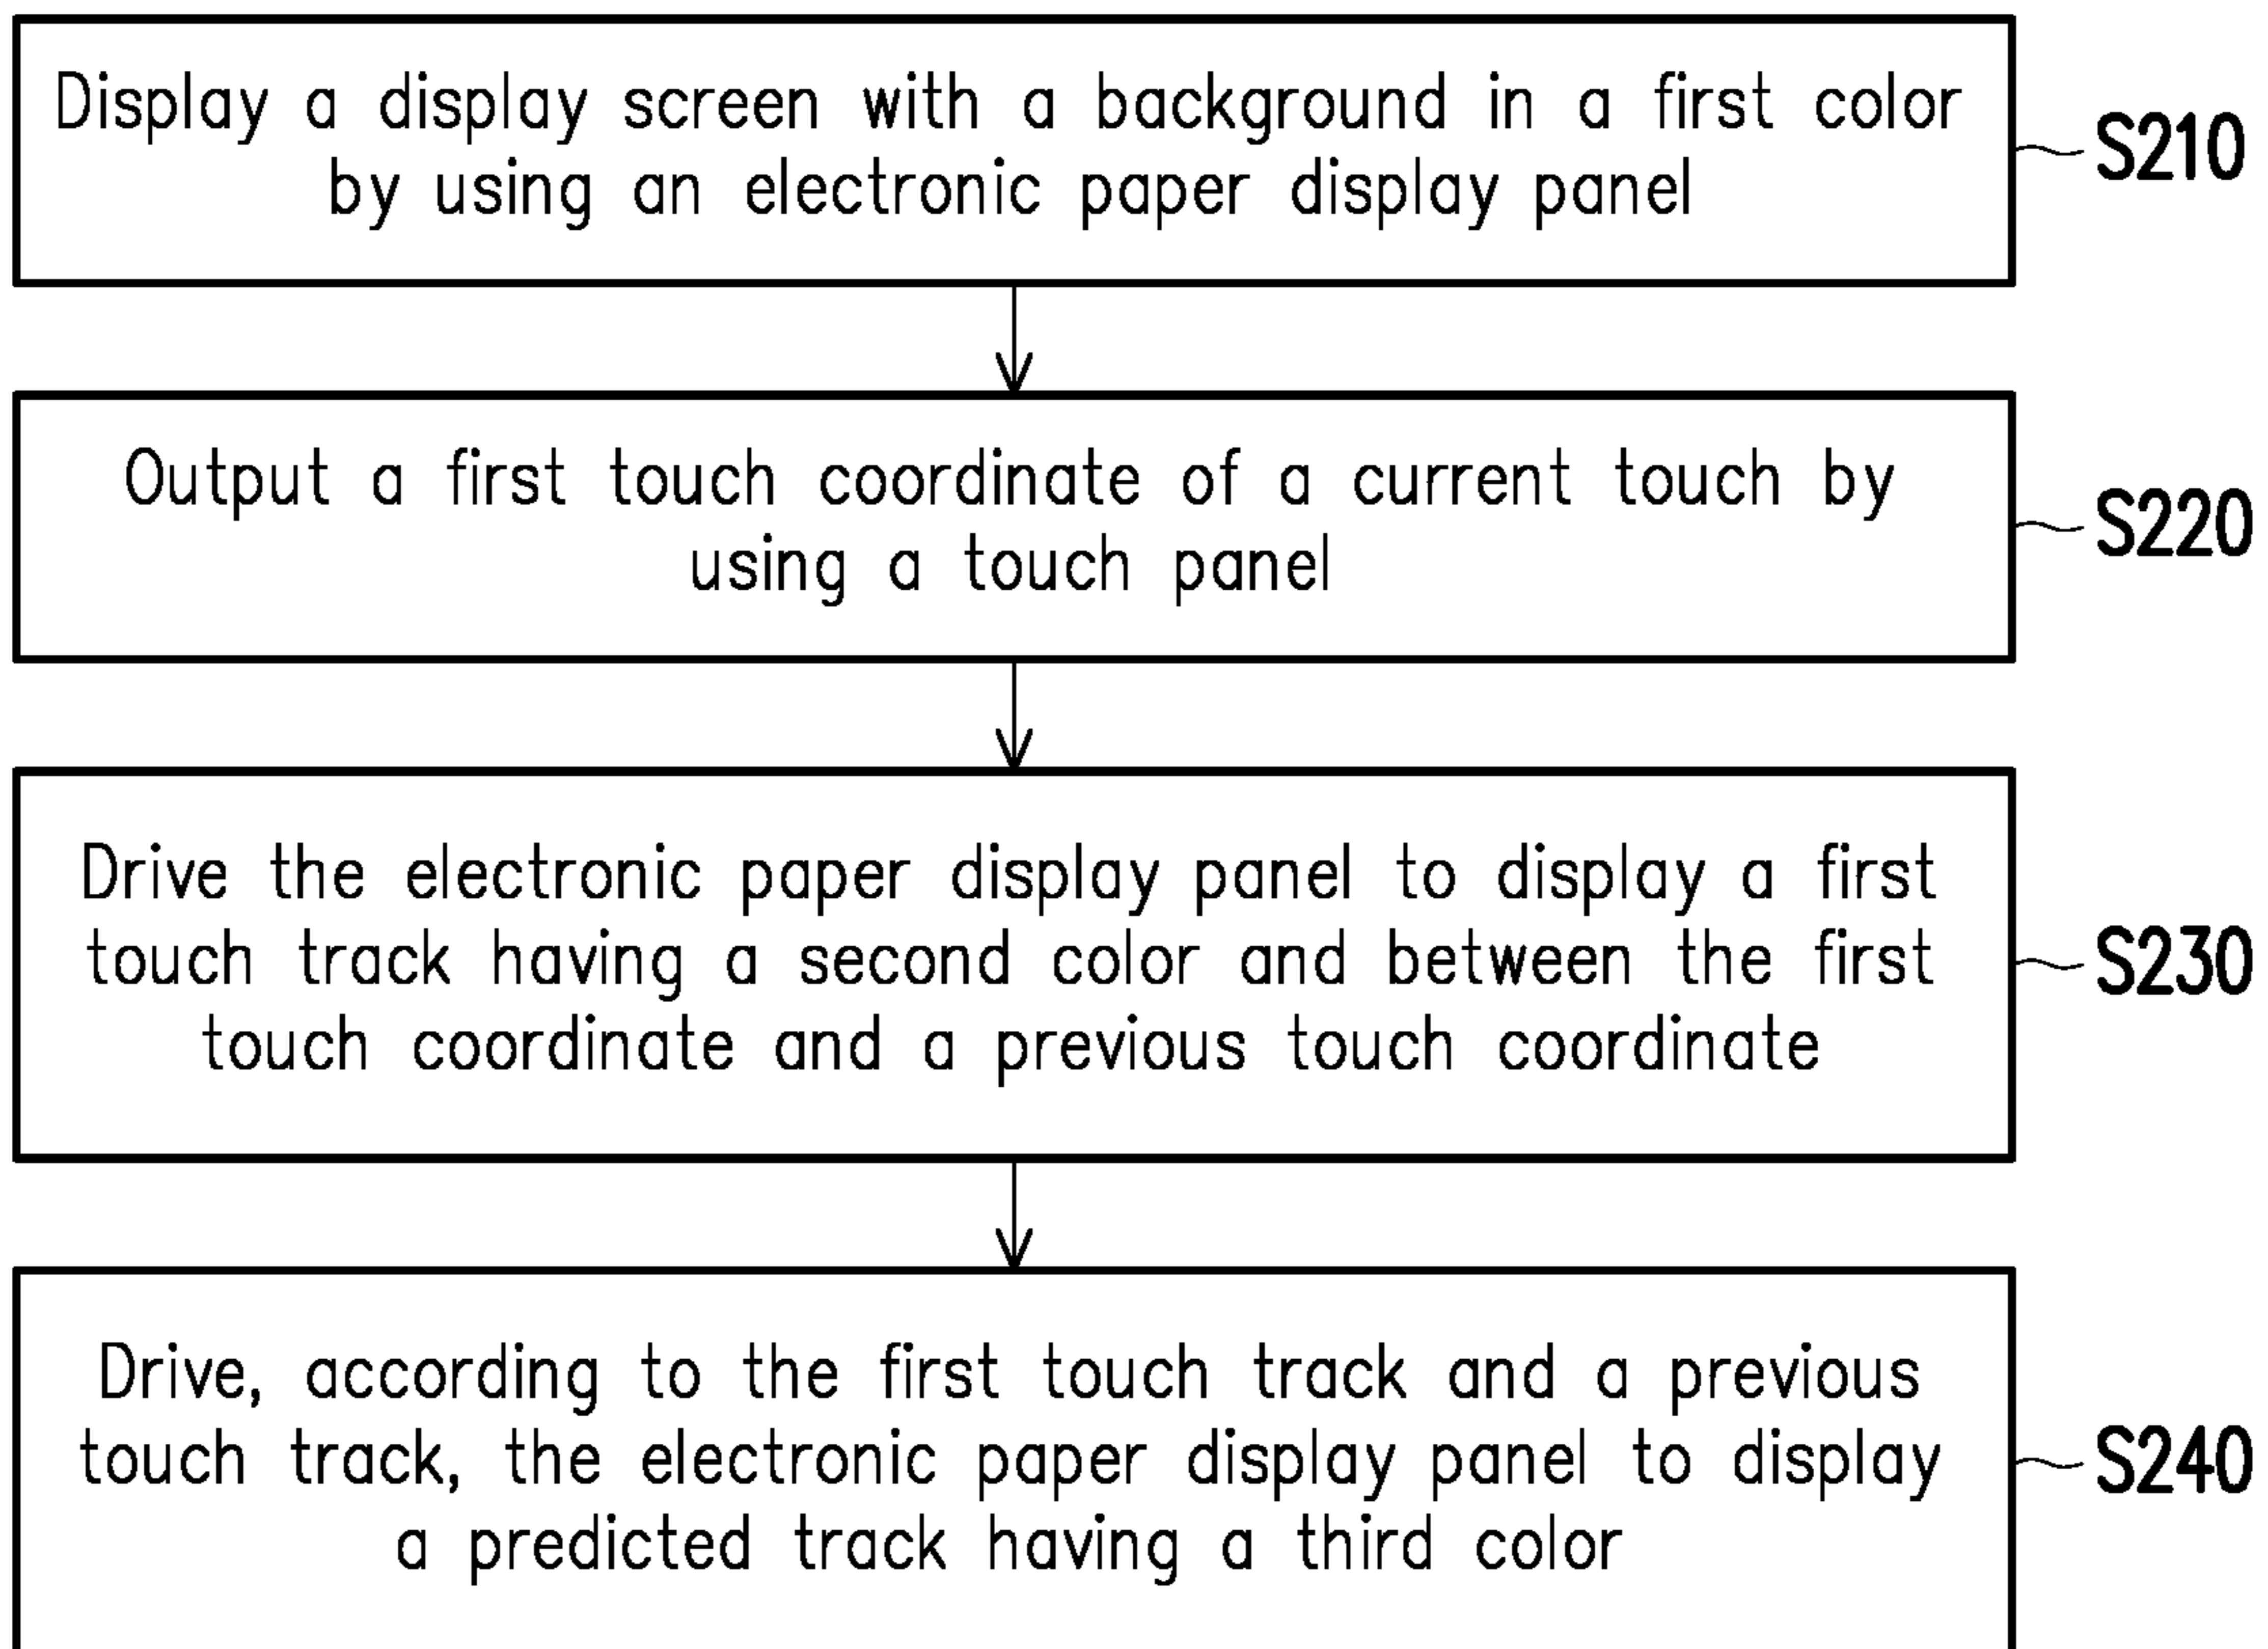 Display a display screen with a background in a first color
by using an electronic paper display panel
S210
Output a first touch coordinate of a current touch by
using a touch panel
S220
Drive the electronic paper display panel to display a first
touch track having a second color and between the first
touch coordinate and a previous touch coordinate
S230
Drive, according to the first touch track and a previous
touch track, the electronic paper display panel to display
a predicted track having a third color
S240